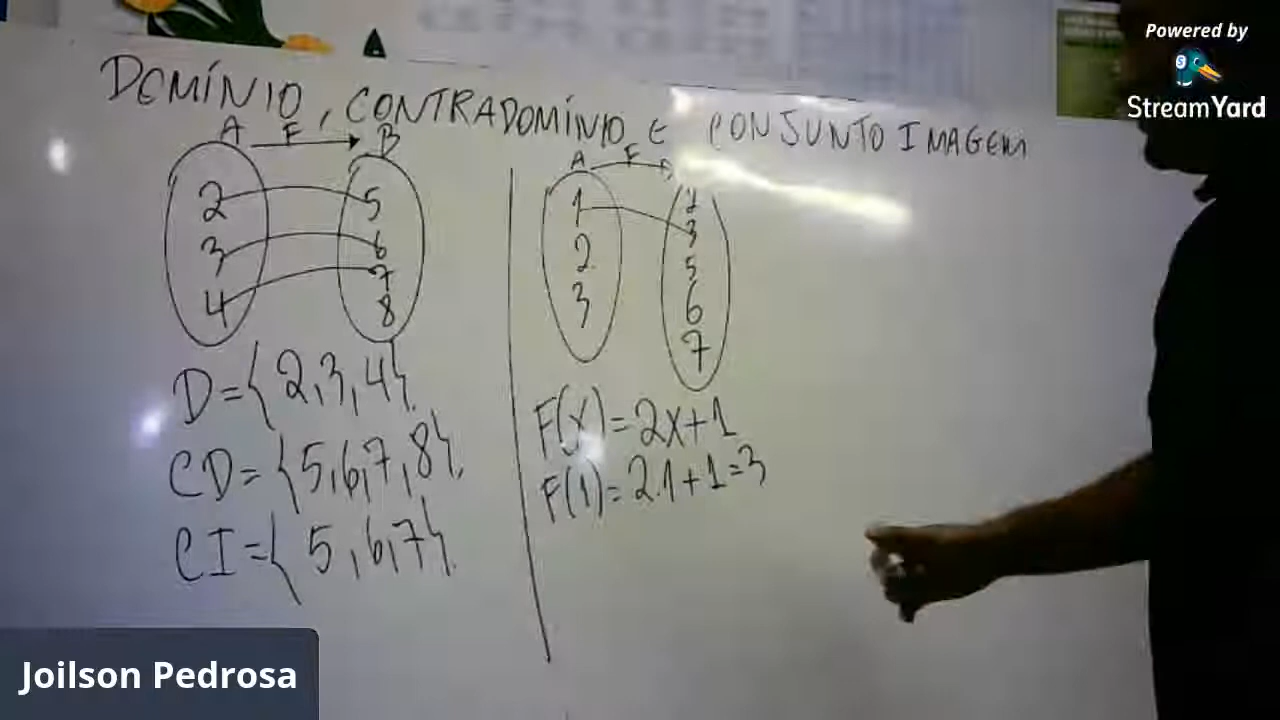 Powered by
StreamYard
DOMÍNIO, CONTRADOMÍNIO E CONJUNTO IMAGEM
A F B
2 5
3 6
4 7
8
D={2,3,4}.
CD={5,6,7,8}.
CI={5,6,7}.
A F
1
2 3
3 5
6
7
F(X)=2X+1
F(1)=2.1+1=3
Joilson Pedrosa